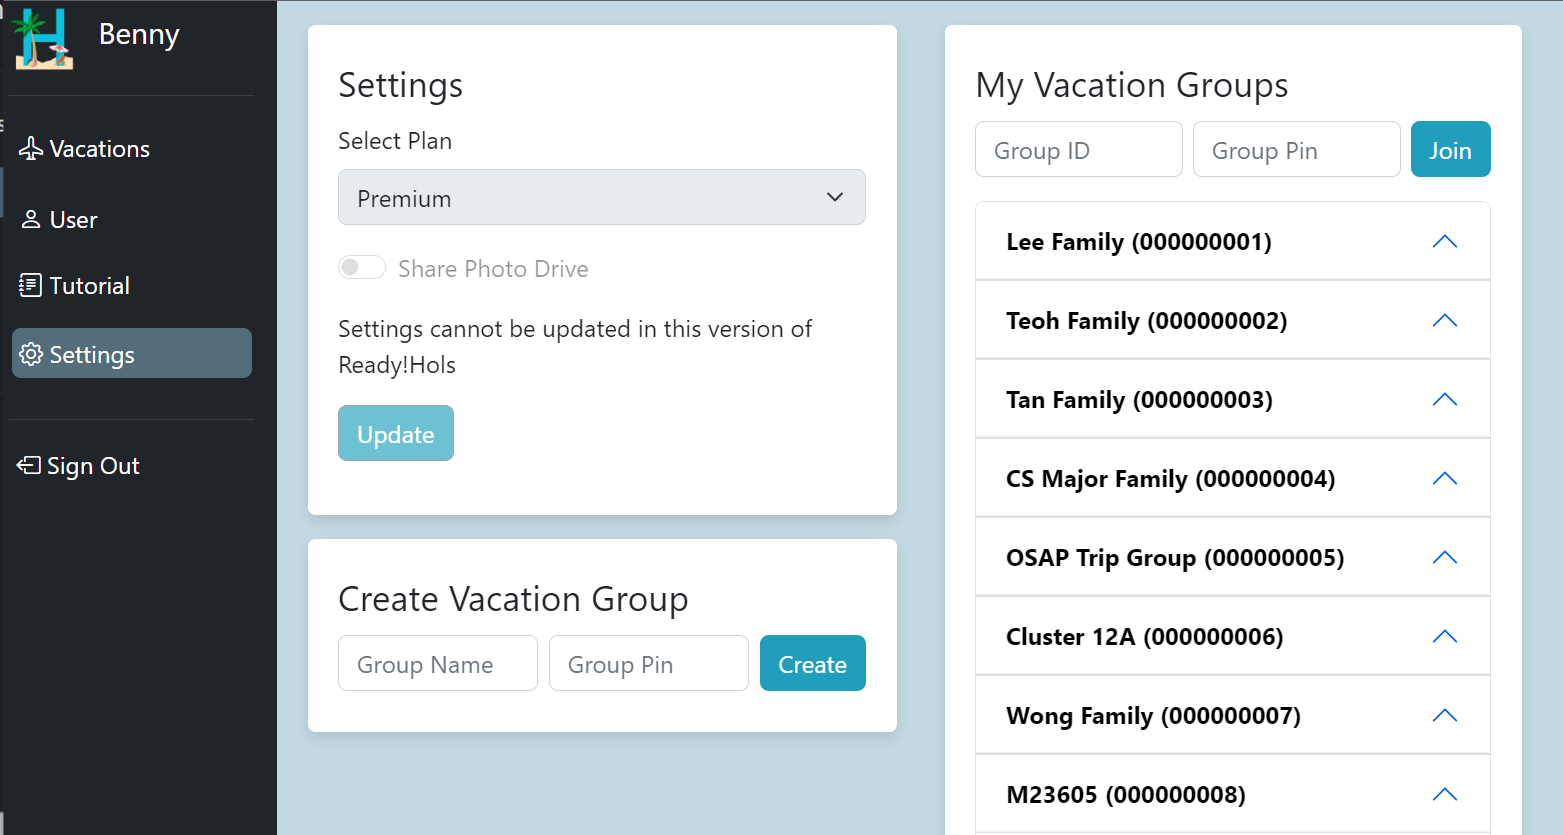 Benny
Vacations
User
Tutorial
Settings
Sign Out
Settings
Select Plan
Premium
Share Photo Drive
Settings cannot be updated in this version of
Ready!Hols
Update
Create Vacation Group
Group Name
Group Pin
Create
My Vacation Groups
Group ID
Group Pin
Join
Lee Family (000000001)
Teoh Family (000000002)
Tan Family (000000003)
CS Major Family (000000004)
OSAP Trip Group (000000005)
Cluster 12A (000000006)
Wong Family (000000007)
M23605 (000000008)